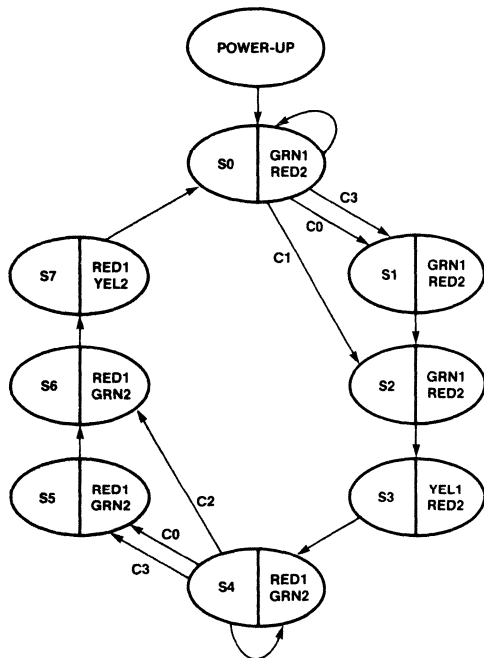 POWER-UP
S0
GRN1
RED2
C3
C0
C1
S7
RED1
YEL2
S1
GRN1
RED2
S6
RED1
GRN2
S2
GRN1
RED2
S5
RED1
GRN2
C2
S3
YEL1
RED2
C0
C3
S4
RED1
GRN2